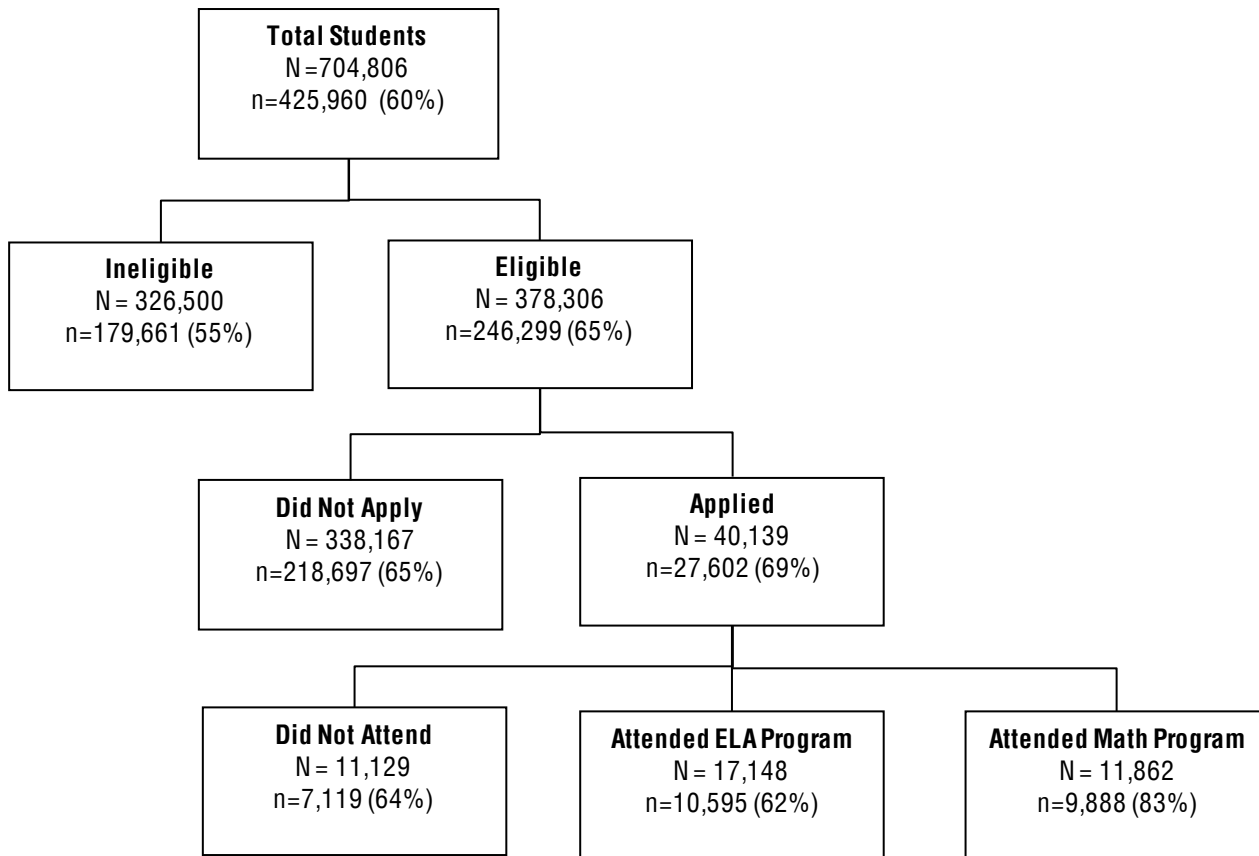 Total Students
N=704,806
n=425,960 (60%)
Ineligible
N = 326,500
n=179,661 (55%)
Eligible
N = 378,306
n=246,299 (65%)
Did Not Apply
N = 338,167
n=218,697 (65%)
Applied
N = 40,139
n=27,602 (69%)
Did Not Attend
N = 11,129
n=7,119 (64%)
Attended ELA Program
N = 17,148
n=10,595 (62%)
Attended Math Program
N = 11,862
n=9,888 (83%)